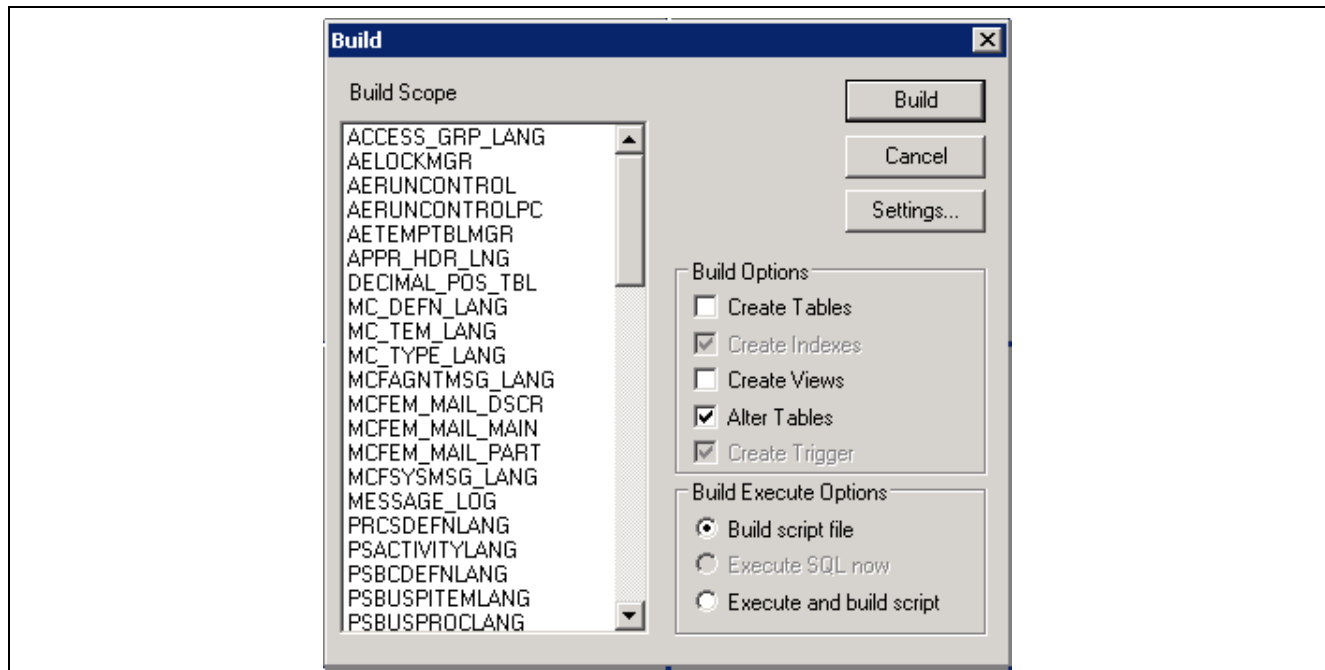 Build
Build Scope
ACCESS_GRP_LANG
AELOCKMGR
AERUNCONTROL
AERUNCONTROLPC
AETEMPTBLMGR
APPR_HDR_LNG
DECIMAL_POS_TBL
MC_DEFN_LANG
MC_TEM_LANG
MC_TYPE_LANG
MCFAGNTMSG_LANG
MCFEM_MAIL_DSCR
MCFEM_MAIL_MAIN
MCFEM_MAIL_PART
MCFSYSMSG_LANG
MESSAGE_LOG
PRCSDEFNLANG
PSACTIVITYLANG
PSBCDEFNLANG
PSBUSPITEMLANG
PSBUSPROCLANG
Build
Cancel
Settings...
Build Options
Create Tables
Create Indexes
Create Views
Alter Tables
Create Trigger
Build Execute Options
Build script file
Execute SQL now
Execute and build script